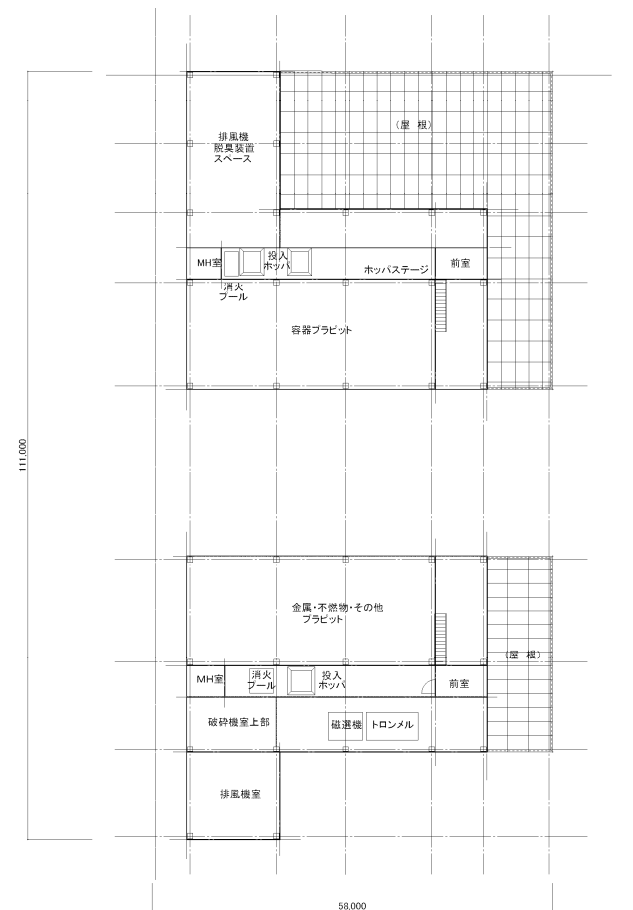 (屋 根)
排風機
脱臭装置
スペース
MH室
投入
ホッパ
ホッパステージ
前室
消火
プール
容器プラピット
111,000
金属・不燃物・その他
プラピット
(屋 根)
MH室
消火
プール
投入
ホッパ
前室
破砕機室上部
磁選機
トロンメル
排風機室
58,000